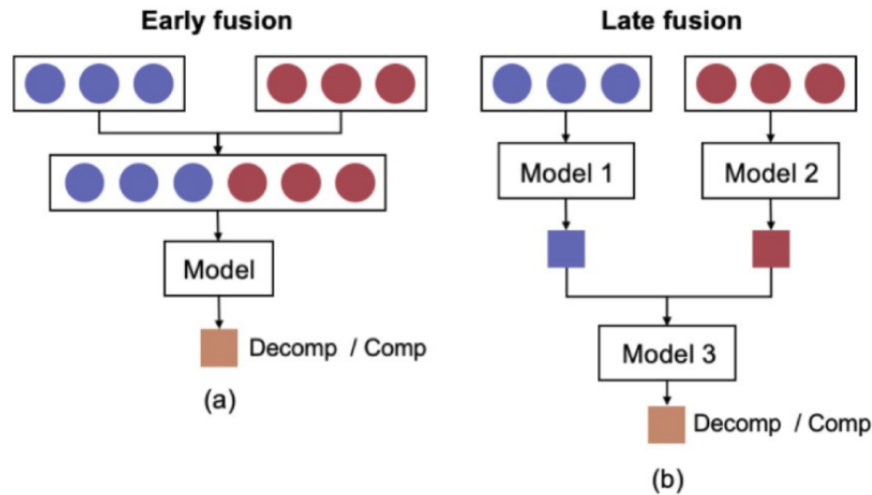 Early fusion
Model
Decomp / Comp
(a)
Late fusion
Model 1
Model 2
Model 3
Decomp / Comp
(b)